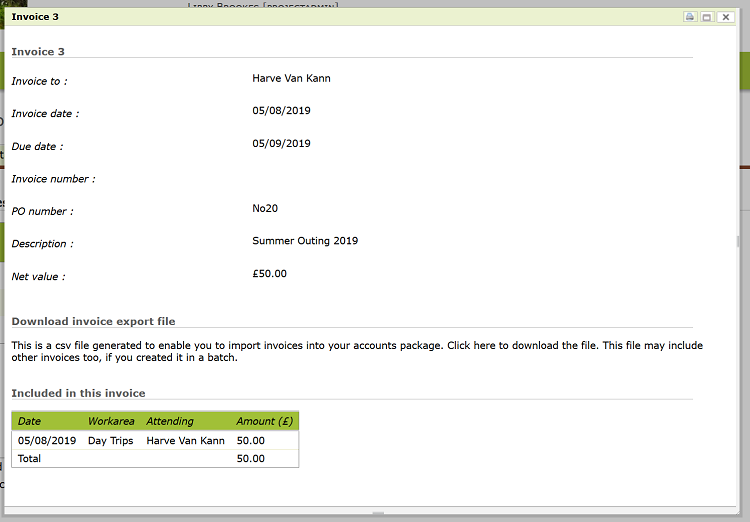 Libby Brookes [projectadmin]
Invoice 3
Invoice 3
Invoice to : Harve Van Kann
Invoice date : 05/08/2019
Due date : 05/09/2019
Invoice number :
PO number : No20
Description : Summer Outing 2019
Net value : £50.00
Download invoice export file
This is a csv file generated to enable you to import invoices into your accounts package. Click here to download the file. This file may include
other invoices too, if you created it in a batch.
Included in this invoice
Date Workarea Attending Amount (£)
05/08/2019 Day Trips Harve Van Kann 50.00
Total 50.00